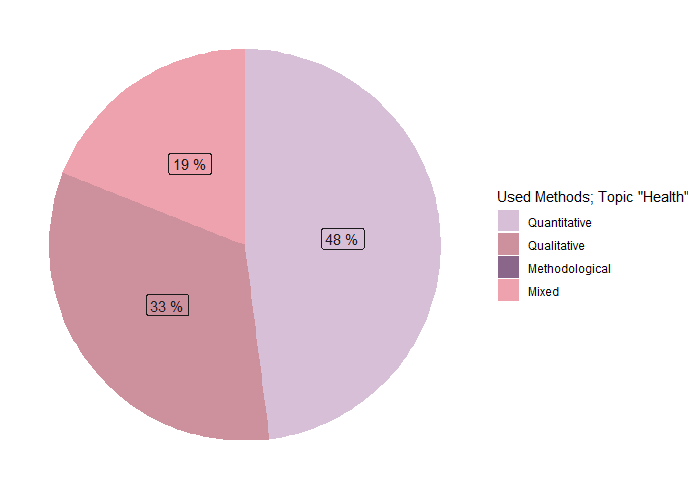 19 %
48 %
33 %
Used Methods; Topic "Health"
Quantitative
Qualitative
Methodological
Mixed